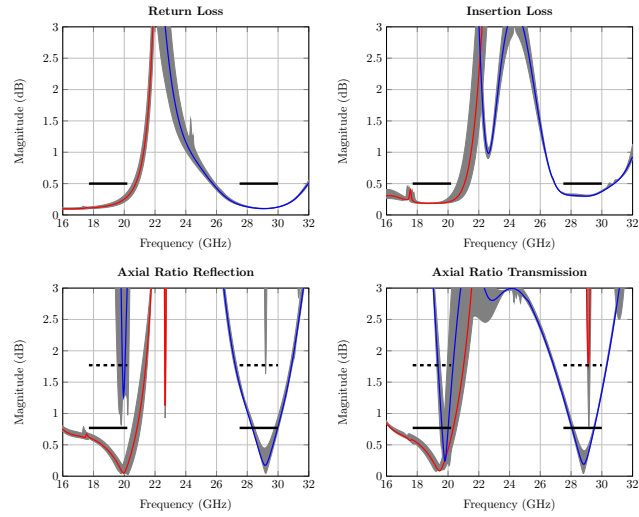 Return Loss
Insertion Loss
3
2.5
2
1.5
1
0.5
0
Magnitude (dB)
16 18 20 22 24 26 28 30 32
Frequency (GHz)
3
2.5
2
1.5
1
0.5
0
Magnitude (dB)
16 18 20 22 24 26 28 30 32
Frequency (GHz)
Axial Ratio Reflection
Axial Ratio Transmission
3
2.5
2
1.5
1
0.5
0
Magnitude (dB)
16 18 20 22 24 26 28 30 32
Frequency (GHz)
3
2.5
2
1.5
1
0.5
0
Magnitude (dB)
16 18 20 22 24 26 28 30 32
Frequency (GHz)